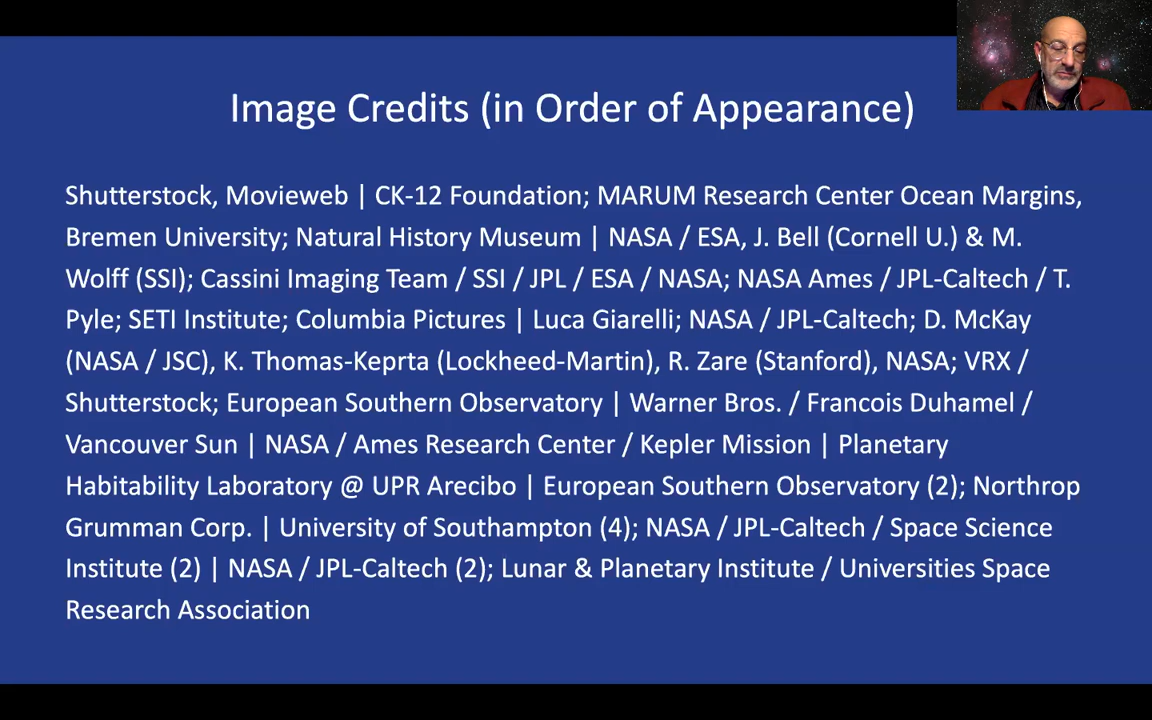 Image Credits (in Order of Appearance)
Shutterstock, Movieweb | CK-12 Foundation; MARUM Research Center Ocean Margins,
Bremen University; Natural History Museum | NASA / ESA, J. Bell (Cornell U.) & M.
Wolff (SSI); Cassini Imaging Team / SSI / JPL / ESA / NASA; NASA Ames / JPL-Caltech / T.
Pyle; SETI Institute; Columbia Pictures | Luca Giarelli; NASA / JPL-Caltech; D. McKay
(NASA / JSC), K. Thomas-Keprta (Lockheed-Martin), R. Zare (Stanford), NASA; VRX /
Shutterstock; European Southern Observatory | Warner Bros. / Francois Duhamel /
Vancouver Sun | NASA / Ames Research Center / Kepler Mission | Planetary
Habitability Laboratory @ UPR Arecibo | European Southern Observatory (2); Northrop
Grumman Corp. | University of Southampton (4); NASA / JPL-Caltech / Space Science
Institute (2) | NASA / JPL-Caltech (2); Lunar & Planetary Institute / Universities Space
Research Association